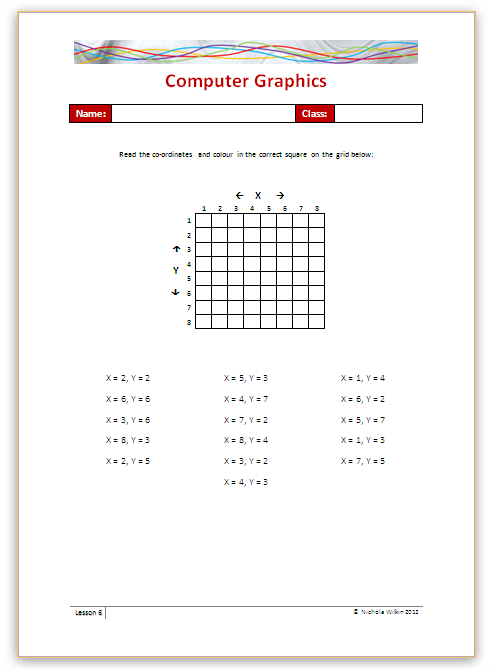 Computer Graphics
Name: Class:
Read the co-ordinates and colour in the correct square on the grid below:
← X →
1 2 3 4 5 6 7 8
1
2
↑ 3
4
Y
5
↓ 6
7
8
X = 2, Y = 2 X = 5, Y = 3 X = 1, Y = 4
X = 6, Y = 6 X = 4, Y = 7 X = 6, Y = 2
X = 3, Y = 6 X = 7, Y = 2 X = 5, Y = 7
X = 8, Y = 3 X = 8, Y = 4 X = 1, Y = 3
X = 2, Y = 5 X = 3, Y = 2 X = 7, Y = 5
X = 4, Y = 3
Lesson 6 © Nichola Wilkin 2012